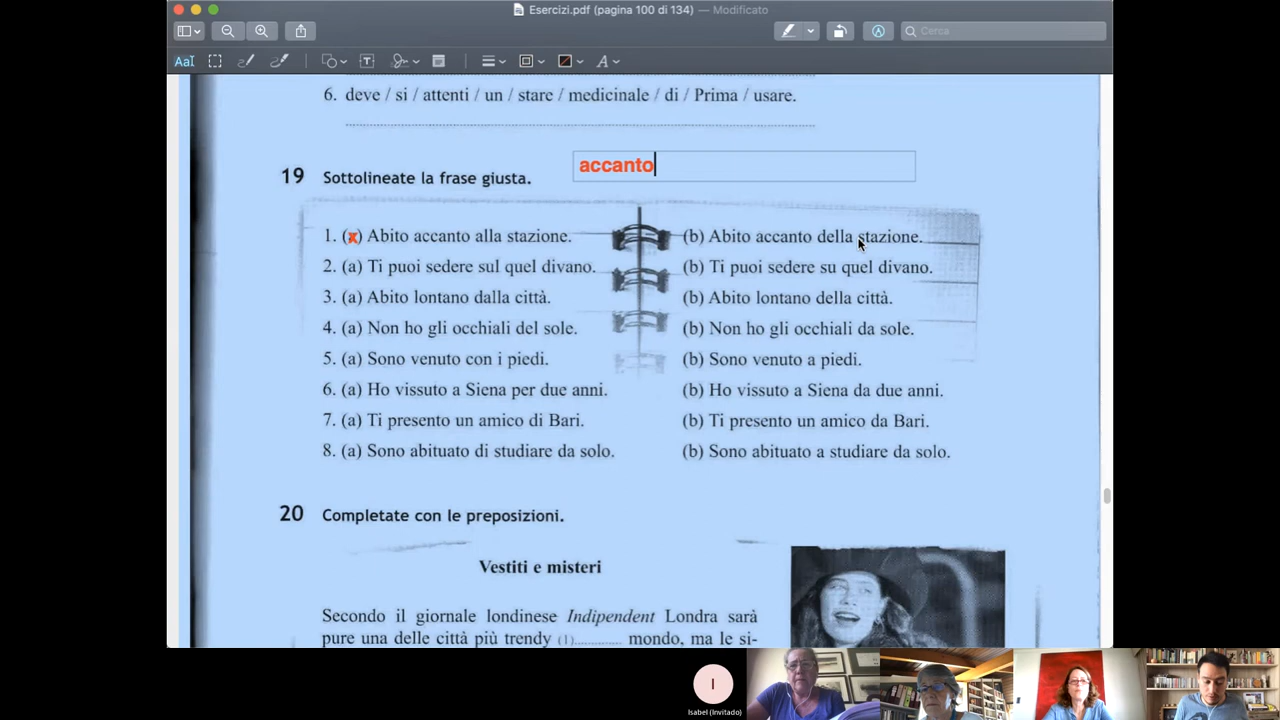 Esercizi.pdf (pagina 100 di 134) — Modificato
Cerca
AaI
A
6. deve / si / attenti / un / stare / medicinale / di / Prima / usare.
accanto
19 Sottolineate la frase giusta.
1. (x) Abito accanto alla stazione. (b) Abito accanto della stazione.
2. (a) Ti puoi sedere sul quel divano. (b) Ti puoi sedere su quel divano.
3. (a) Abito lontano dalla città. (b) Abito lontano della città.
4. (a) Non ho gli occhiali del sole. (b) Non ho gli occhiali da sole.
5. (a) Sono venuto con i piedi. (b) Sono venuto a piedi.
6. (a) Ho vissuto a Siena per due anni. (b) Ho vissuto a Siena da due anni.
7. (a) Ti presento un amico di Bari. (b) Ti presento un amico da Bari.
8. (a) Sono abituato di studiare da solo. (b) Sono abituato a studiare da solo.
20 Completate con le preposizioni.
Vestiti e misteri
Secondo il giornale londinese Indipendent Londra sarà
pure una delle città più trendy (1)............ mondo, ma le si-
I
Isabel (Invitado)